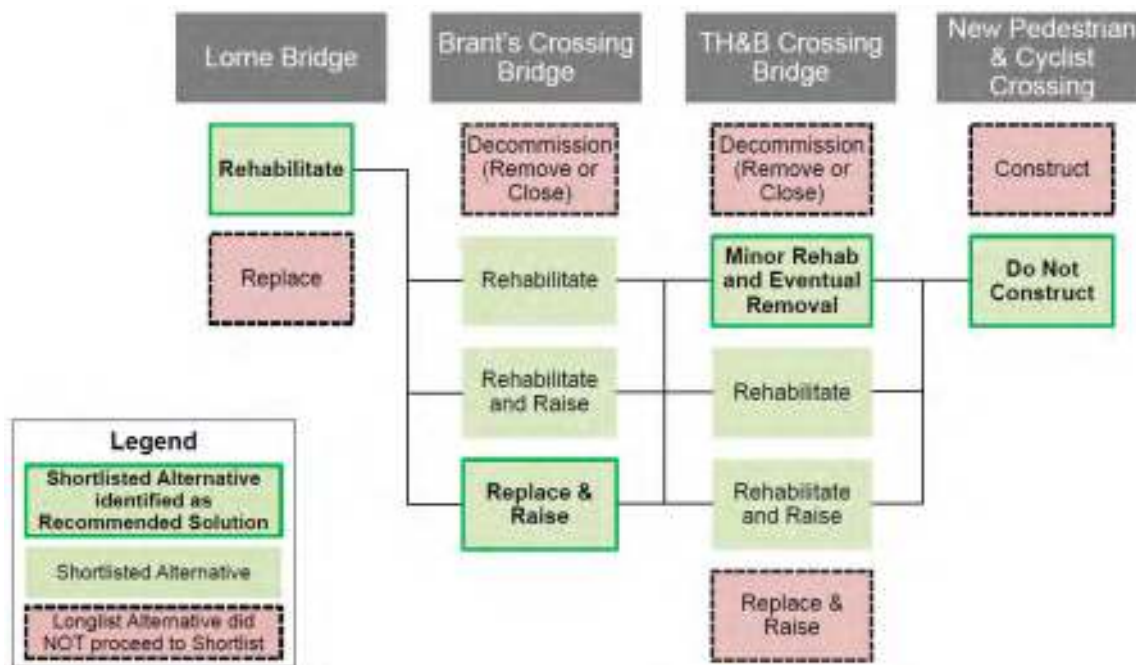 Lorne Bridge
Brant's Crossing
Bridge
TH&B Crossing
Bridge
New Pedestrian
& Cyclist
Crossing
Rehabilitate
Decommission
(Remove or
Close)
Decommission
(Remove or
Close)
Construct
Replace
Rehabilitate
Minor Rehab
and Eventual
Removal
Do Not
Construct
Rehabilitate
and Raise
Rehabilitate
Replace &
Raise
Rehabilitate
and Raise
Replace &
Raise
Legend
Shortlisted Alternative
identified as
Recommended Solution
Shortlisted Alternative
Longlist Alternative did
NOT proceed to Shortlist